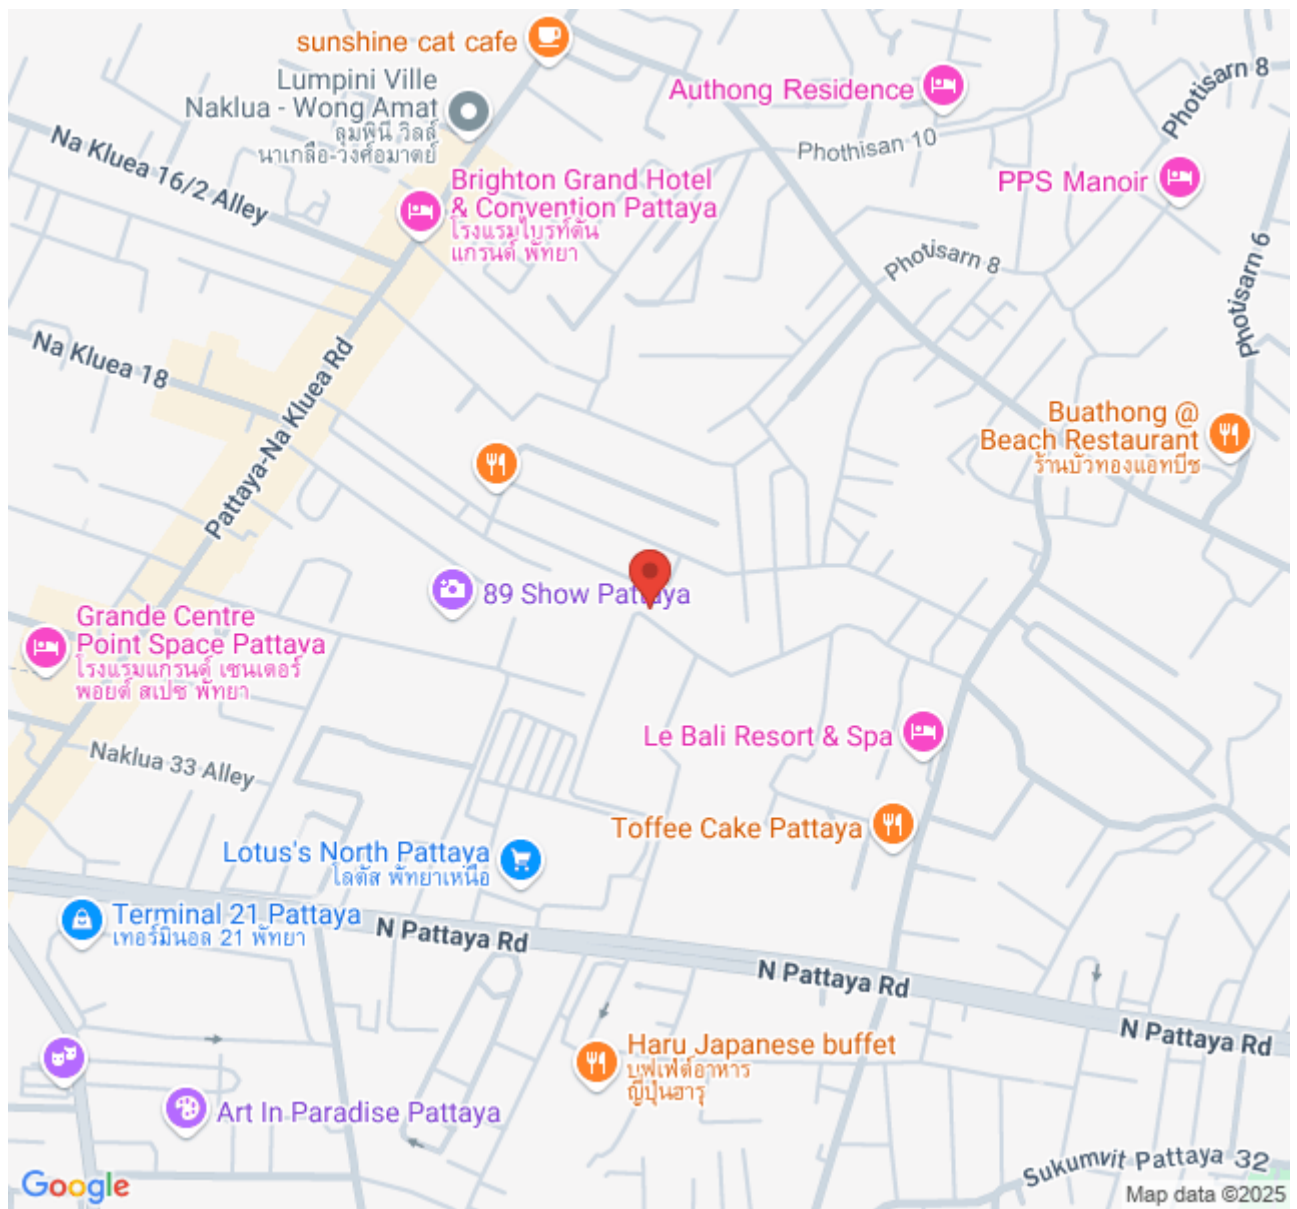 sunshine cat cafe
Lumpini Ville
Naklua - Wong Amat
ลุมพินี วิลล์
นาเกลือ-วงศ์อมาตย์
Authong Residence
Photisarn 8
Na Kluea 16/2 Alley
Phothisan 10
PPS Manoir
Brighton Grand Hotel
& Convention Pattaya
โรงแรมไบรท์ตัน
แกรนด์ พัทยา
Photisarn 8
Photisarn 6
Na Kluea 18
Pattaya-Na Kluea Rd
Buathong @
Beach Restaurant
ร้านบัวทองแอทบีช
89 Show Pattaya
Grande Centre
Point Space Pattaya
โรงแรมแกรนด์ เซนเตอร์
พอยต์ สเปซ พัทยา
Le Bali Resort & Spa
Naklua 33 Alley
Toffee Cake Pattaya
Lotus's North Pattaya
โลตัส พัทยาเหนือ
Terminal 21 Pattaya
เทอร์มินอล 21 พัทยา
N Pattaya Rd
N Pattaya Rd
N Pattaya Rd
Haru Japanese buffet
บุฟเฟ่ต์อาหาร
ญี่ปุ่นฮารุ
Art In Paradise Pattaya
Sukumvit Pattaya 32
Google
Map data ©2025